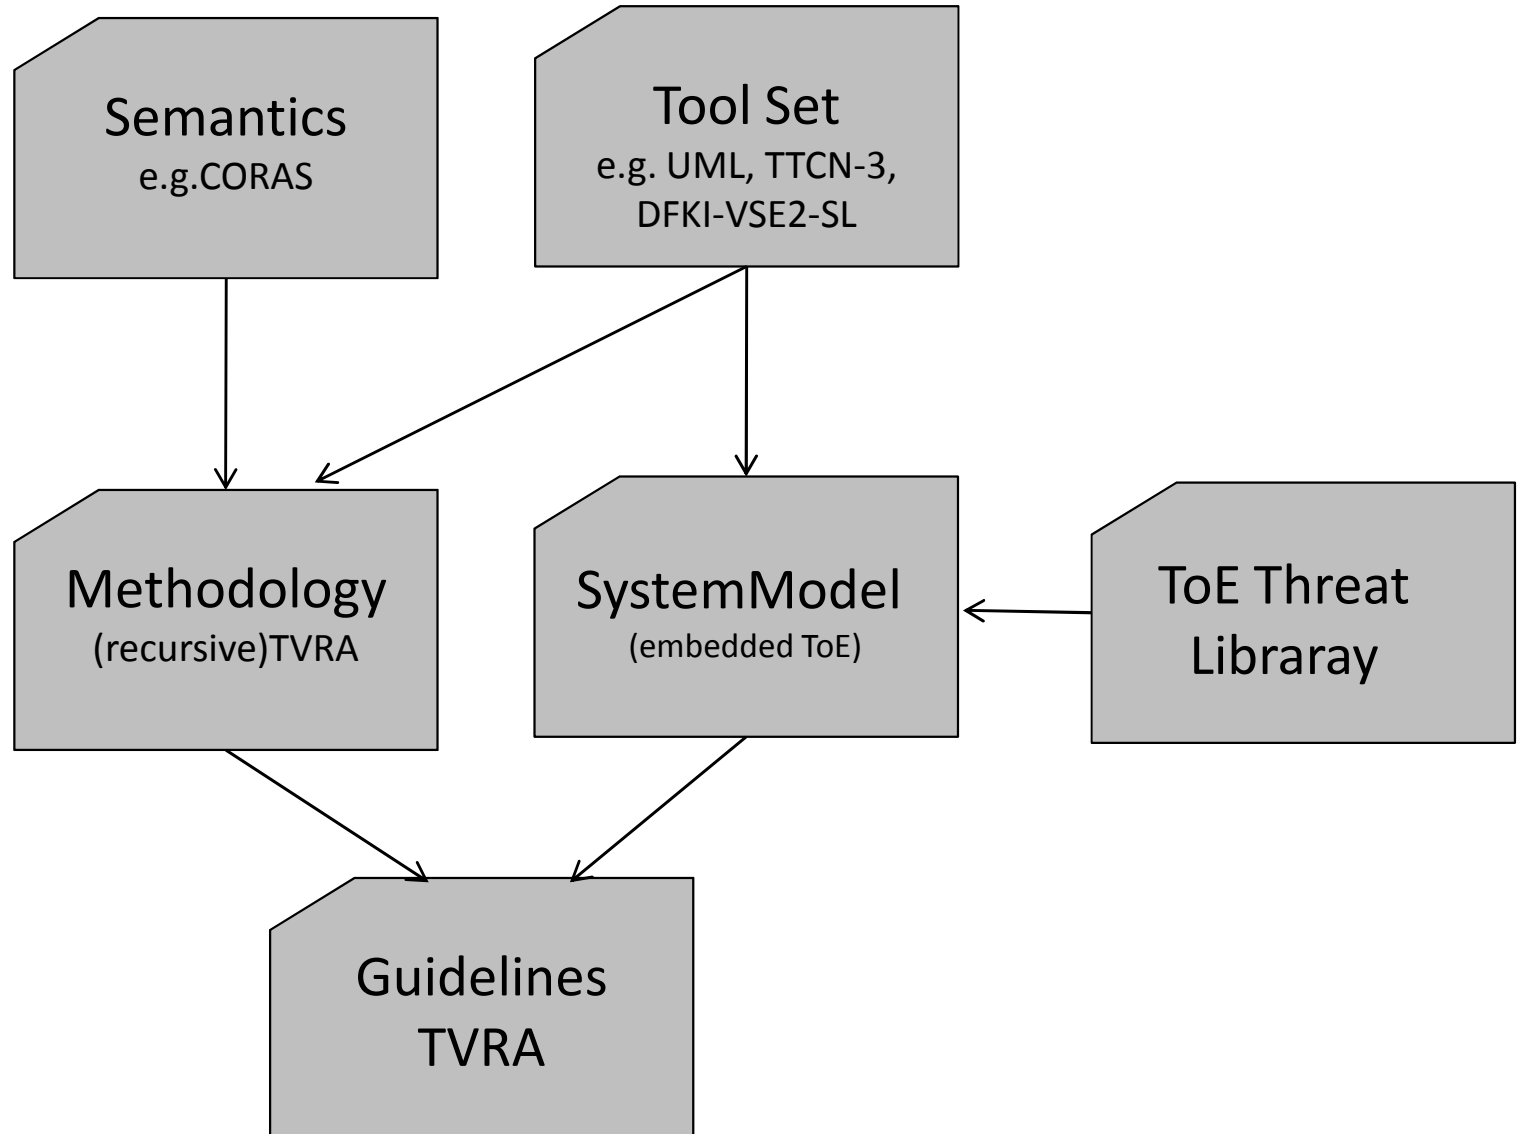 Semantics
e.g.CORAS
Tool Set
e.g. UML, TTCN-3,
DFKI-VSE2-SL
Methodology
(recursive)TVRA
SystemModel
(embedded ToE)
ToE Threat
Libraray
Guidelines
TVRA